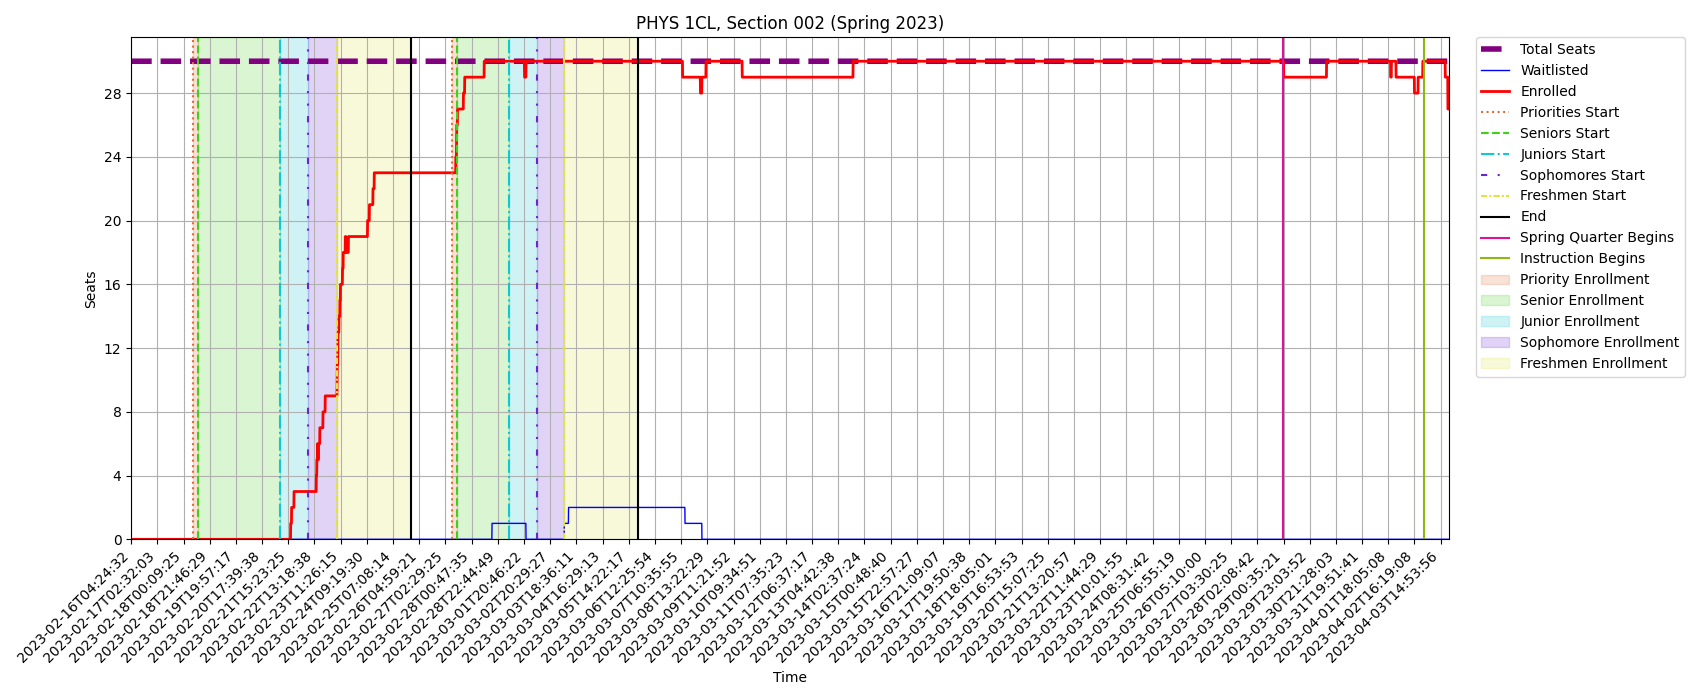 PHYS 1CL, Section 002 (Spring 2023)
Seats
28
24
20
16
12
8
4
0
2023-02-16T04:24:32
2023-02-17T02:32:03
2023-02-18T00:09:25
2023-02-18T21:46:29
2023-02-19T19:57:17
2023-02-20T17:39:38
2023-02-21T15:23:25
2023-02-22T13:18:38
2023-02-23T11:26:15
2023-02-24T09:19:30
2023-02-25T07:08:14
2023-02-26T04:59:21
2023-02-27T02:29:25
2023-02-28T00:47:35
2023-02-28T22:44:49
2023-03-01T20:46:22
2023-03-02T20:29:27
2023-03-03T18:36:11
2023-03-04T16:29:13
2023-03-05T14:22:17
2023-03-06T12:25:54
2023-03-07T10:35:55
2023-03-08T13:22:29
2023-03-09T11:21:52
2023-03-10T09:34:51
2023-03-11T07:35:23
2023-03-12T06:37:17
2023-03-13T04:42:38
2023-03-14T02:37:24
2023-03-15T00:48:40
2023-03-15T22:57:27
2023-03-16T21:09:07
2023-03-17T19:50:38
2023-03-18T18:05:01
2023-03-19T16:53:53
2023-03-20T15:07:25
2023-03-21T13:20:57
2023-03-22T11:44:29
2023-03-23T10:01:55
2023-03-24T08:31:42
2023-03-25T06:55:19
2023-03-26T05:10:00
2023-03-27T03:30:25
2023-03-28T02:08:42
2023-03-29T00:35:21
2023-03-29T23:03:52
2023-03-30T21:28:03
2023-03-31T19:51:41
2023-04-01T18:05:08
2023-04-02T16:19:08
2023-04-03T14:53:56
Time
Total Seats
Waitlisted
Enrolled
Priorities Start
Seniors Start
Juniors Start
Sophomores Start
Freshmen Start
End
Spring Quarter Begins
Instruction Begins
Priority Enrollment
Senior Enrollment
Junior Enrollment
Sophomore Enrollment
Freshmen Enrollment